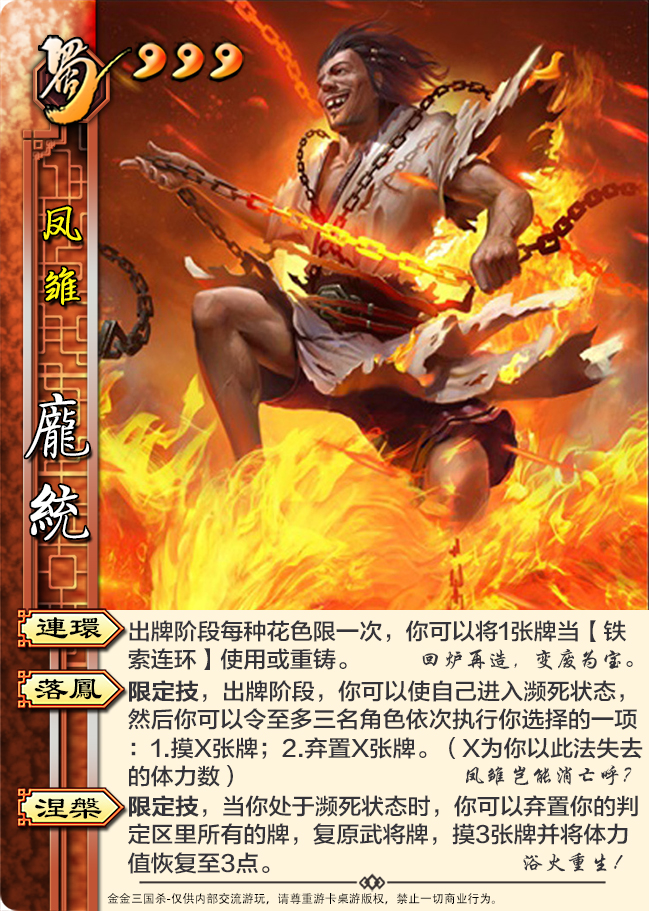 蜀
999
凤雏
龐統
連環
出牌阶段每种花色限一次，你可以将1张牌当【铁
索连环】使用或重铸。 回炉再造，变废为宝。
落鳳
限定技，出牌阶段，你可以使自己进入濒死状态，
然后你可以令至多三名角色依次执行你选择的一项
：1.摸X张牌；2.弃置X张牌。（X为你以此法失去
的体力数） 凤雏岂能消亡呼？
涅槃
限定技，当你处于濒死状态时，你可以弃置你的判
定区里所有的牌，复原武将牌，摸3张牌并将体力
值恢复至3点。 浴火重生！
金金三国杀-仅供内部交流游玩，请尊重游卡桌游版权，禁止一切商业行为。